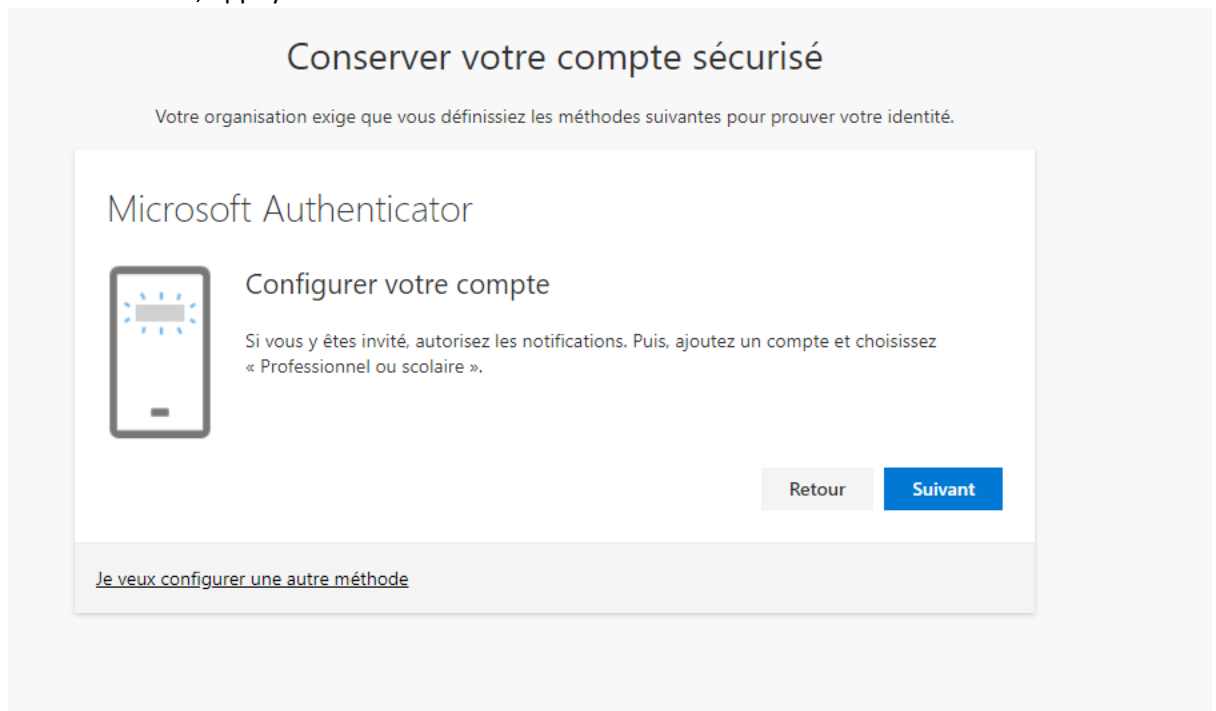 Conserver votre compte sécurisé
Votre organisation exige que vous définissiez les méthodes suivantes pour prouver votre identité.
Microsoft Authenticator
Configurer votre compte
Si vous y êtes invité, autorisez les notifications. Puis, ajoutez un compte et choisissez
« Professionnel ou scolaire ».
Retour
Suivant
Je veux configurer une autre méthode